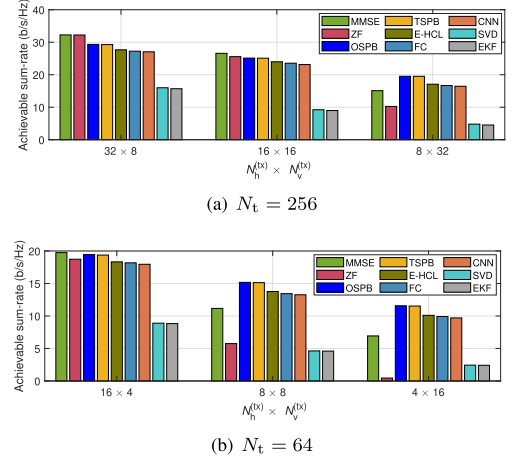 Achievable sum-rate (b/s/Hz)
40
30
20
10
0
MMSE TSPB CNN
ZF E-HCL SVD
OSPB FC EKF
32 × 8 16 × 16 8 × 32
N_h^(tx) × N_v^(tx)
(a) N_t = 256
Achievable sum-rate (b/s/Hz)
20
15
10
5
0
MMSE TSPB CNN
ZF E-HCL SVD
OSPB FC EKF
16 × 4 8 × 8 4 × 16
N_h^(tx) × N_v^(tx)
(b) N_t = 64